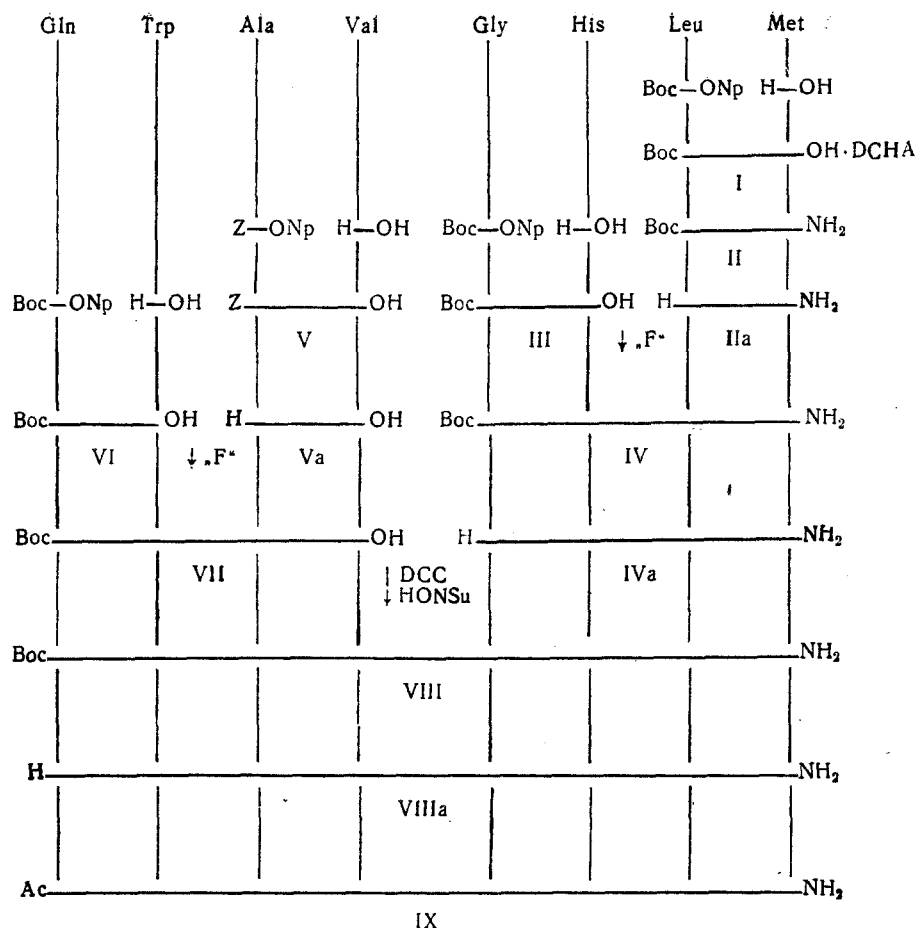 Gln Trp Ala Val Gly His Leu Met
Boc ONp H OH
Boc OH·DCHA
I
Z ONp H OH Boc ONp H OH Boc NH₂
II
Boc ONp H OH Z OH Boc OH H NH₂
V III ↓ „F“ IIa
Boc OH H OH Boc NH₂
VI ↓ „F“ Va IV
Boc OH H NH₂
VII ↓ DCC IVa
HONSu
Boc NH₂
VIII
H NH₂
VIIIa
Ac NH₂
IX